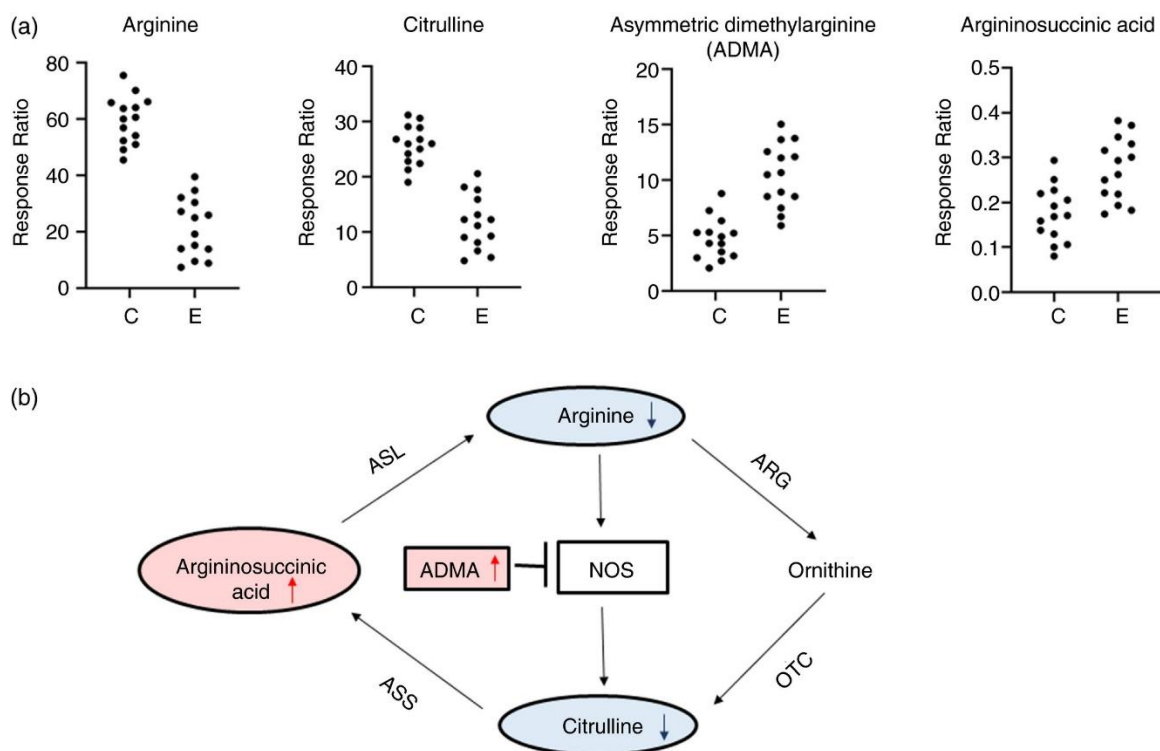 (a)
Arginine
Citrulline
Asymmetric dimethylarginine
(ADMA)
Argininosuccinic acid
Response Ratio
80
60
40
20
0
C E
Response Ratio
40
30
20
10
0
C E
Response Ratio
20
15
10
5
0
C E
Response Ratio
0.5
0.4
0.3
0.2
0.1
0.0
C E
(b)
Arginine
ASL
ARG
Argininosuccinic
acid
ADMA
NOS
Ornithine
ASS
OTC
Citrulline